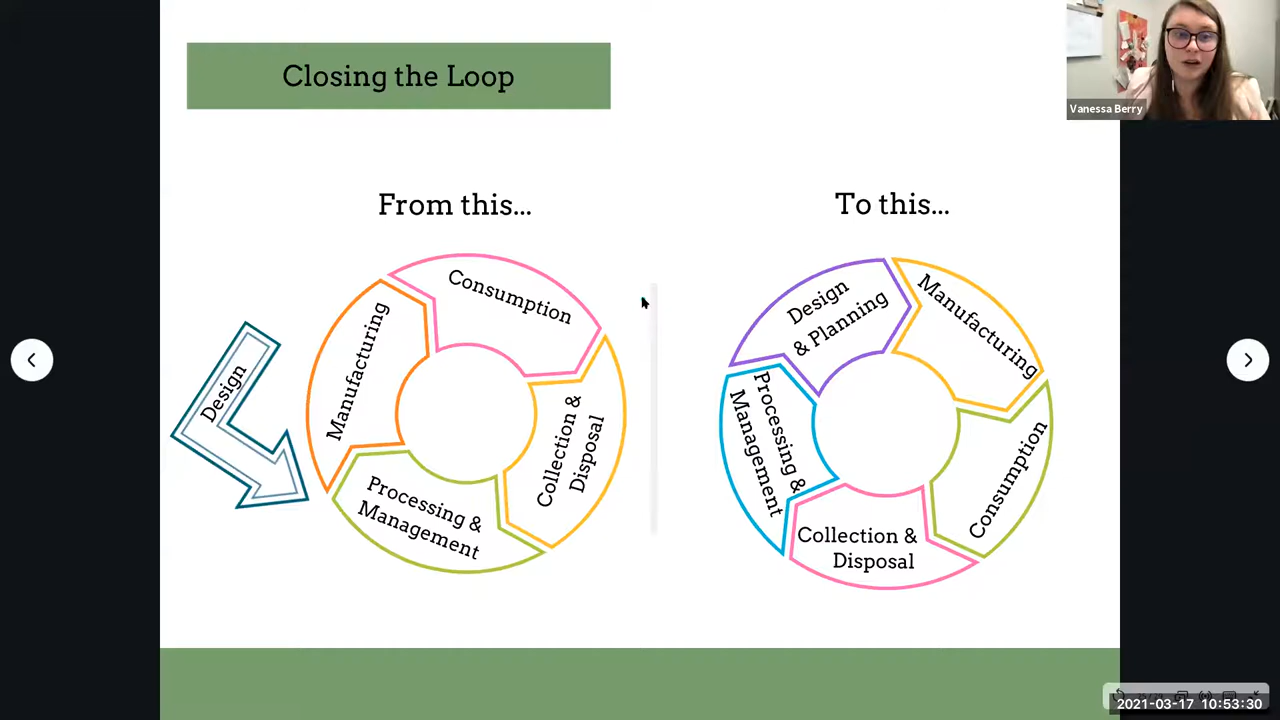 Closing the Loop
Vanessa Berry
From this...
To this...
Consumption
Manufacturing
Design
Collection &
Disposal
Processing &
Management
Design
& Planning
Manufacturing
Processing &
Management
Consumption
Collection &
Disposal
2021-03-17 10:53:30